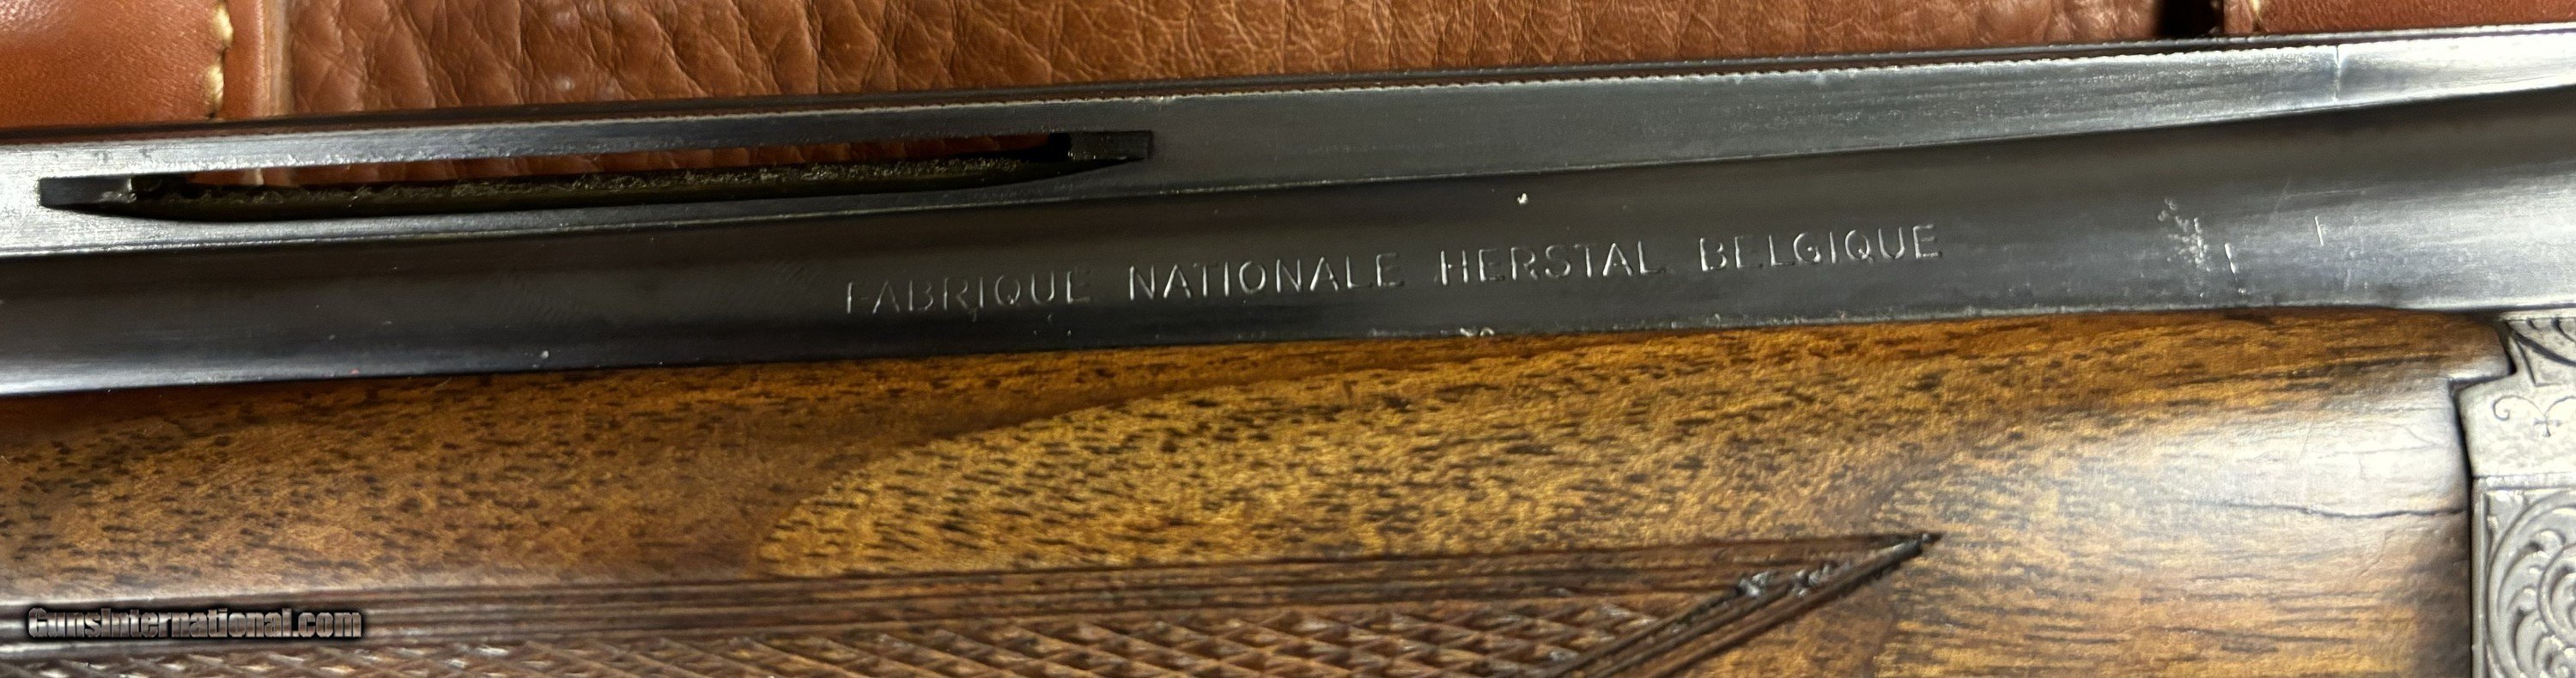 FABRIQUE NATIONALE HERSTAL BELGIQUE
GunsInternational.com